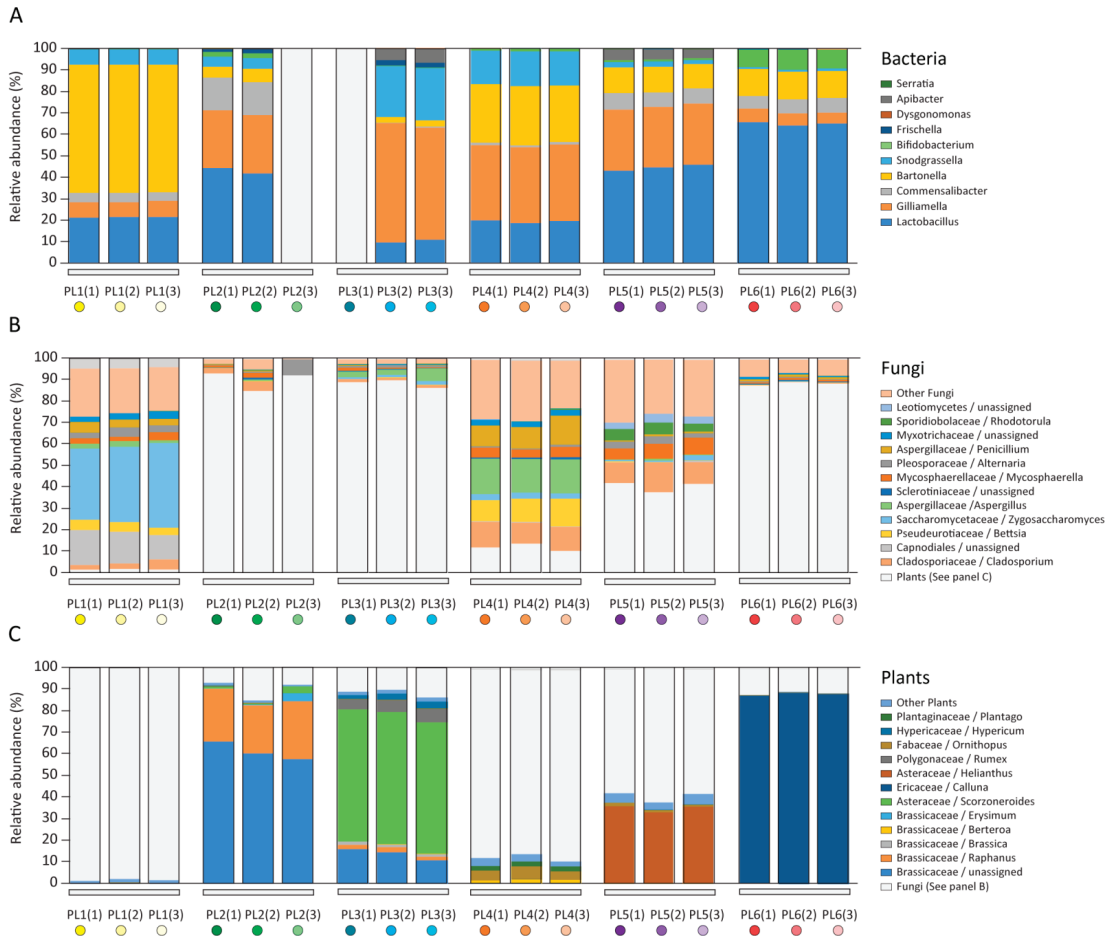 A
Relative abundance (%)
100
90
80
70
60
50
40
30
20
10
0
PL1(1) PL1(2) PL1(3) PL2(1) PL2(2) PL2(3) PL3(1) PL3(2) PL3(3) PL4(1) PL4(2) PL4(3) PL5(1) PL5(2) PL5(3) PL6(1) PL6(2) PL6(3)
Bacteria
Serratia
Apibacter
Dysgonomonas
Frischella
Bifidobacterium
Snodgrassella
Bartonella
Commensalibacter
Gilliamella
Lactobacillus
B
Relative abundance (%)
100
90
80
70
60
50
40
30
20
10
0
PL1(1) PL1(2) PL1(3) PL2(1) PL2(2) PL2(3) PL3(1) PL3(2) PL3(3) PL4(1) PL4(2) PL4(3) PL5(1) PL5(2) PL5(3) PL6(1) PL6(2) PL6(3)
Fungi
Other Fungi
Leotiomycetes / unassigned
Sporidiobolaceae / Rhodotorula
Myxotrichaceae / unassigned
Aspergillaceae / Penicillium
Pleosporaceae / Alternaria
Mycosphaerellaceae / Mycosphaerella
Sclerotiniaceae / unassigned
Aspergillaceae /Aspergillus
Saccharomycetaceae / Zygosaccharomyces
Pseudeurotiaceae / Bettsia
Capnodiales / unassigned
Cladosporiaceae / Cladosporium
Plants (See panel C)
C
Relative abundance (%)
100
90
80
70
60
50
40
30
20
10
0
PL1(1) PL1(2) PL1(3) PL2(1) PL2(2) PL2(3) PL3(1) PL3(2) PL3(3) PL4(1) PL4(2) PL4(3) PL5(1) PL5(2) PL5(3) PL6(1) PL6(2) PL6(3)
Plants
Other Plants
Plantaginaceae / Plantago
Hypericaceae / Hypericum
Fabaceae / Ornithopus
Polygonaceae / Rumex
Asteraceae / Helianthus
Ericaceae / Calluna
Asteraceae / Scorzoneroides
Brassicaceae / Erysimum
Brassicaceae / Berteroa
Brassicaceae / Brassica
Brassicaceae / Raphanus
Brassicaceae / unassigned
Fungi (See panel B)